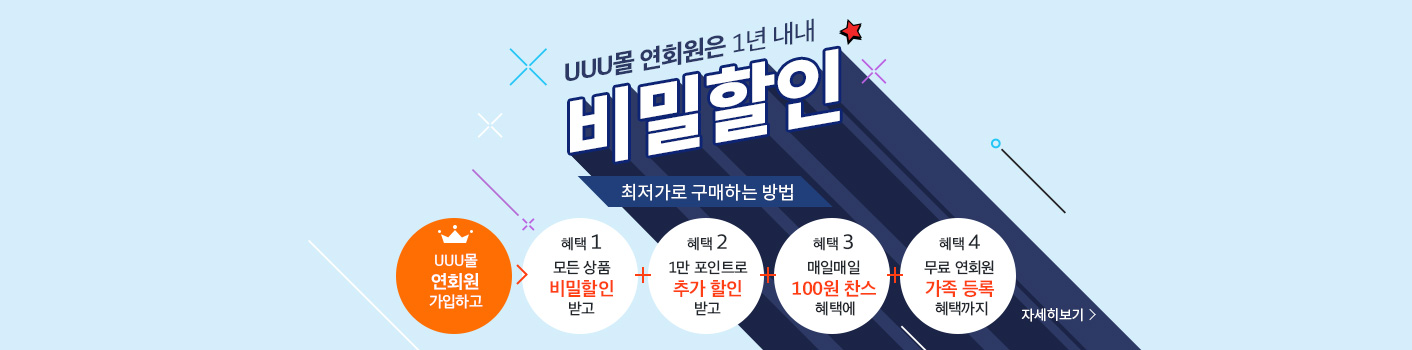 UUU몰 연회원은 1년 내내
비밀할인
최저가로 구매하는 방법
UUU몰
연회원
가입하고
혜택 1
모든 상품
비밀할인
받고
혜택 2
1만 포인트로
추가 할인
받고
혜택 3
매일매일
100원 찬스
혜택에
혜택 4
무료 연회원
가족 등록
혜택까지
자세히보기